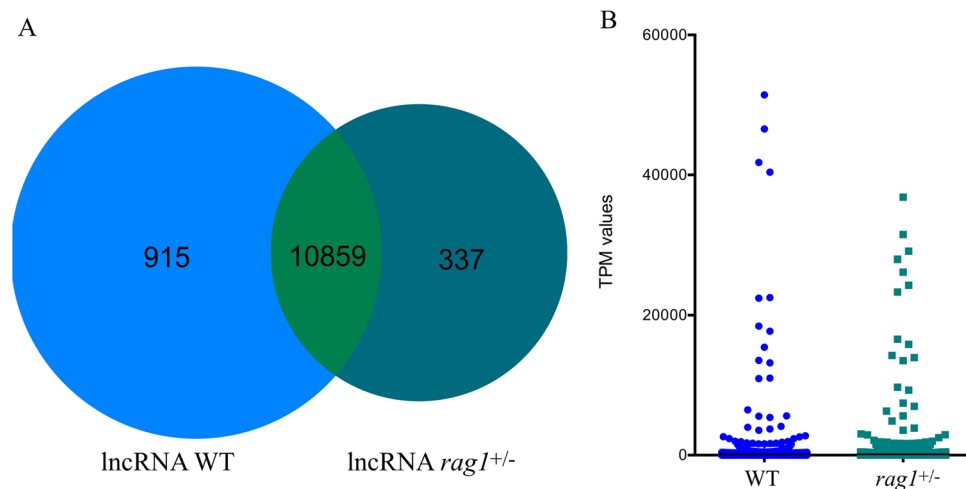 A
915
10859
337
lncRNA WT
lncRNA rag1+/-
B
TPM values
60000
40000
20000
0
WT
rag1+/-